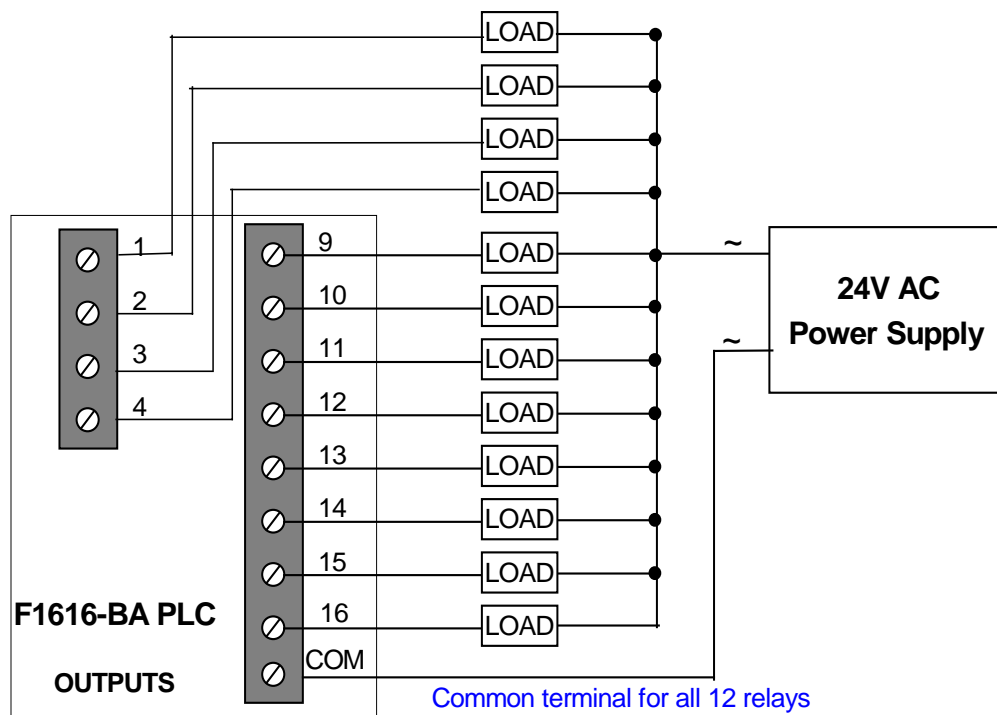 LOAD
LOAD
LOAD
LOAD
1
2
3
4
9 LOAD
10 LOAD
11 LOAD
12 LOAD
13 LOAD
14 LOAD
15 LOAD
16 LOAD
COM
~
~
24V AC
Power Supply
F1616-BA PLC
OUTPUTS
Common terminal for all 12 relays